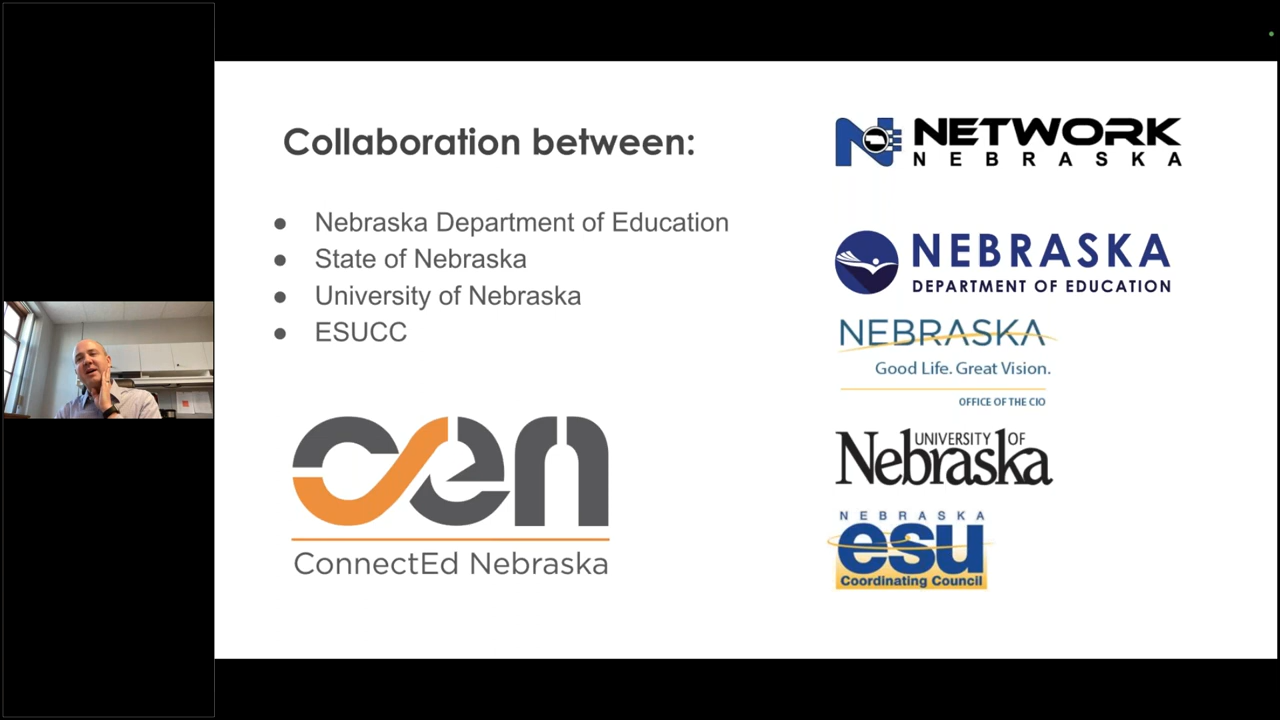 Collaboration between:
● Nebraska Department of Education
● State of Nebraska
● University of Nebraska
● ESUCC
cen
ConnectEd Nebraska
NETWORK
NEBRASKA
NEBRASKA
DEPARTMENT OF EDUCATION
NEBRASKA
Good Life. Great Vision.
OFFICE OF THE CIO
UNIVERSITY OF
Nebraska
NEBRASKA
esu
Coordinating Council